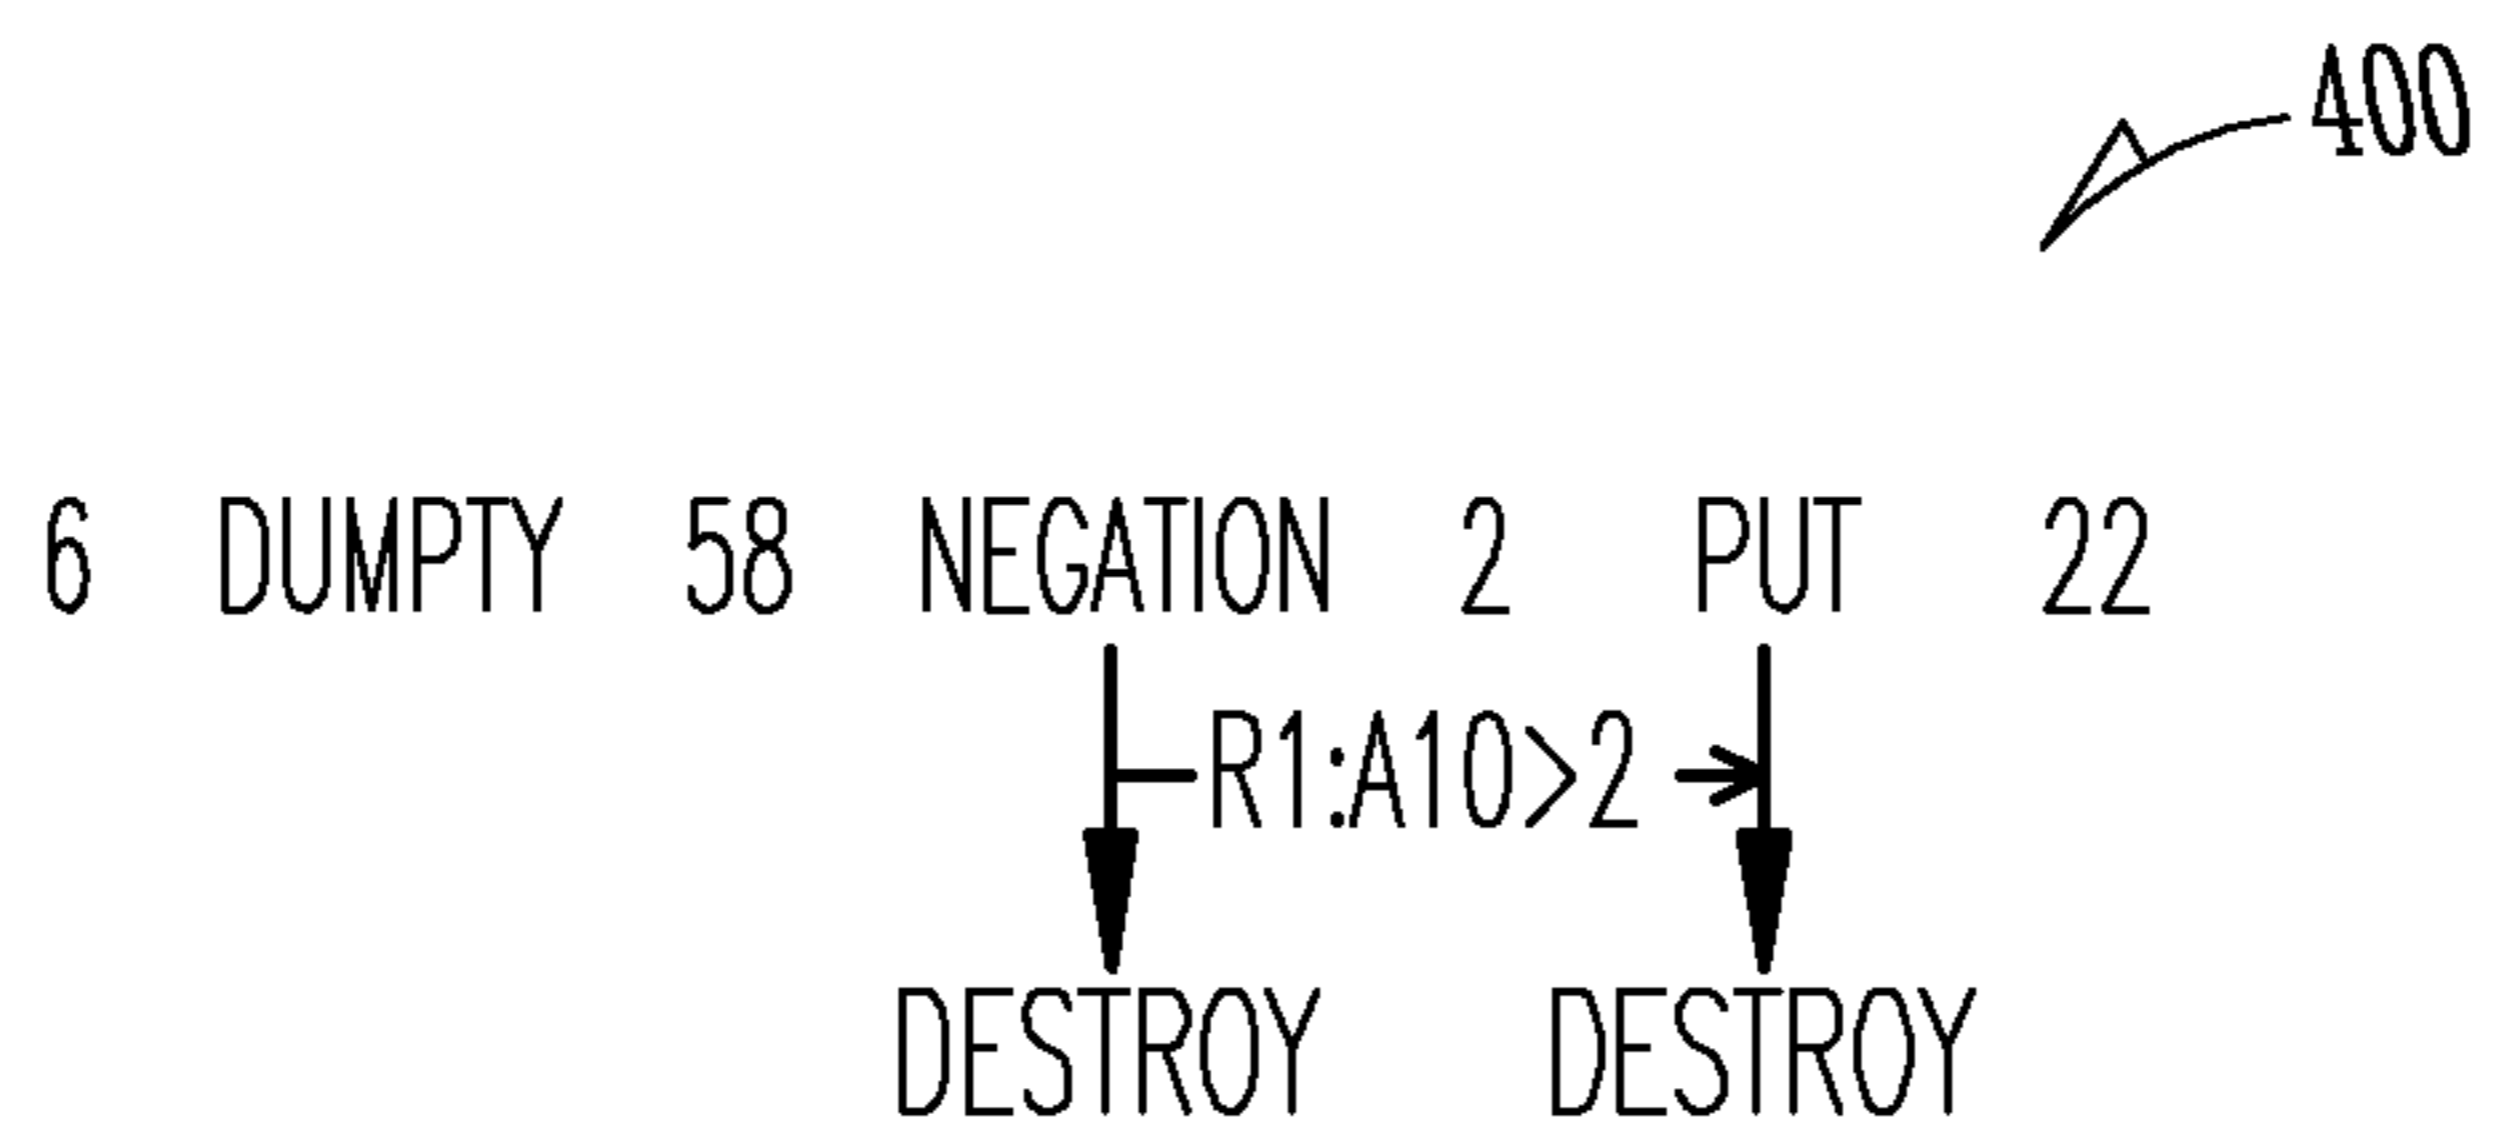 400
6 DUMPTY 58 NEGATION 2 PUT 22
R1:A10>2
DESTROY DESTROY